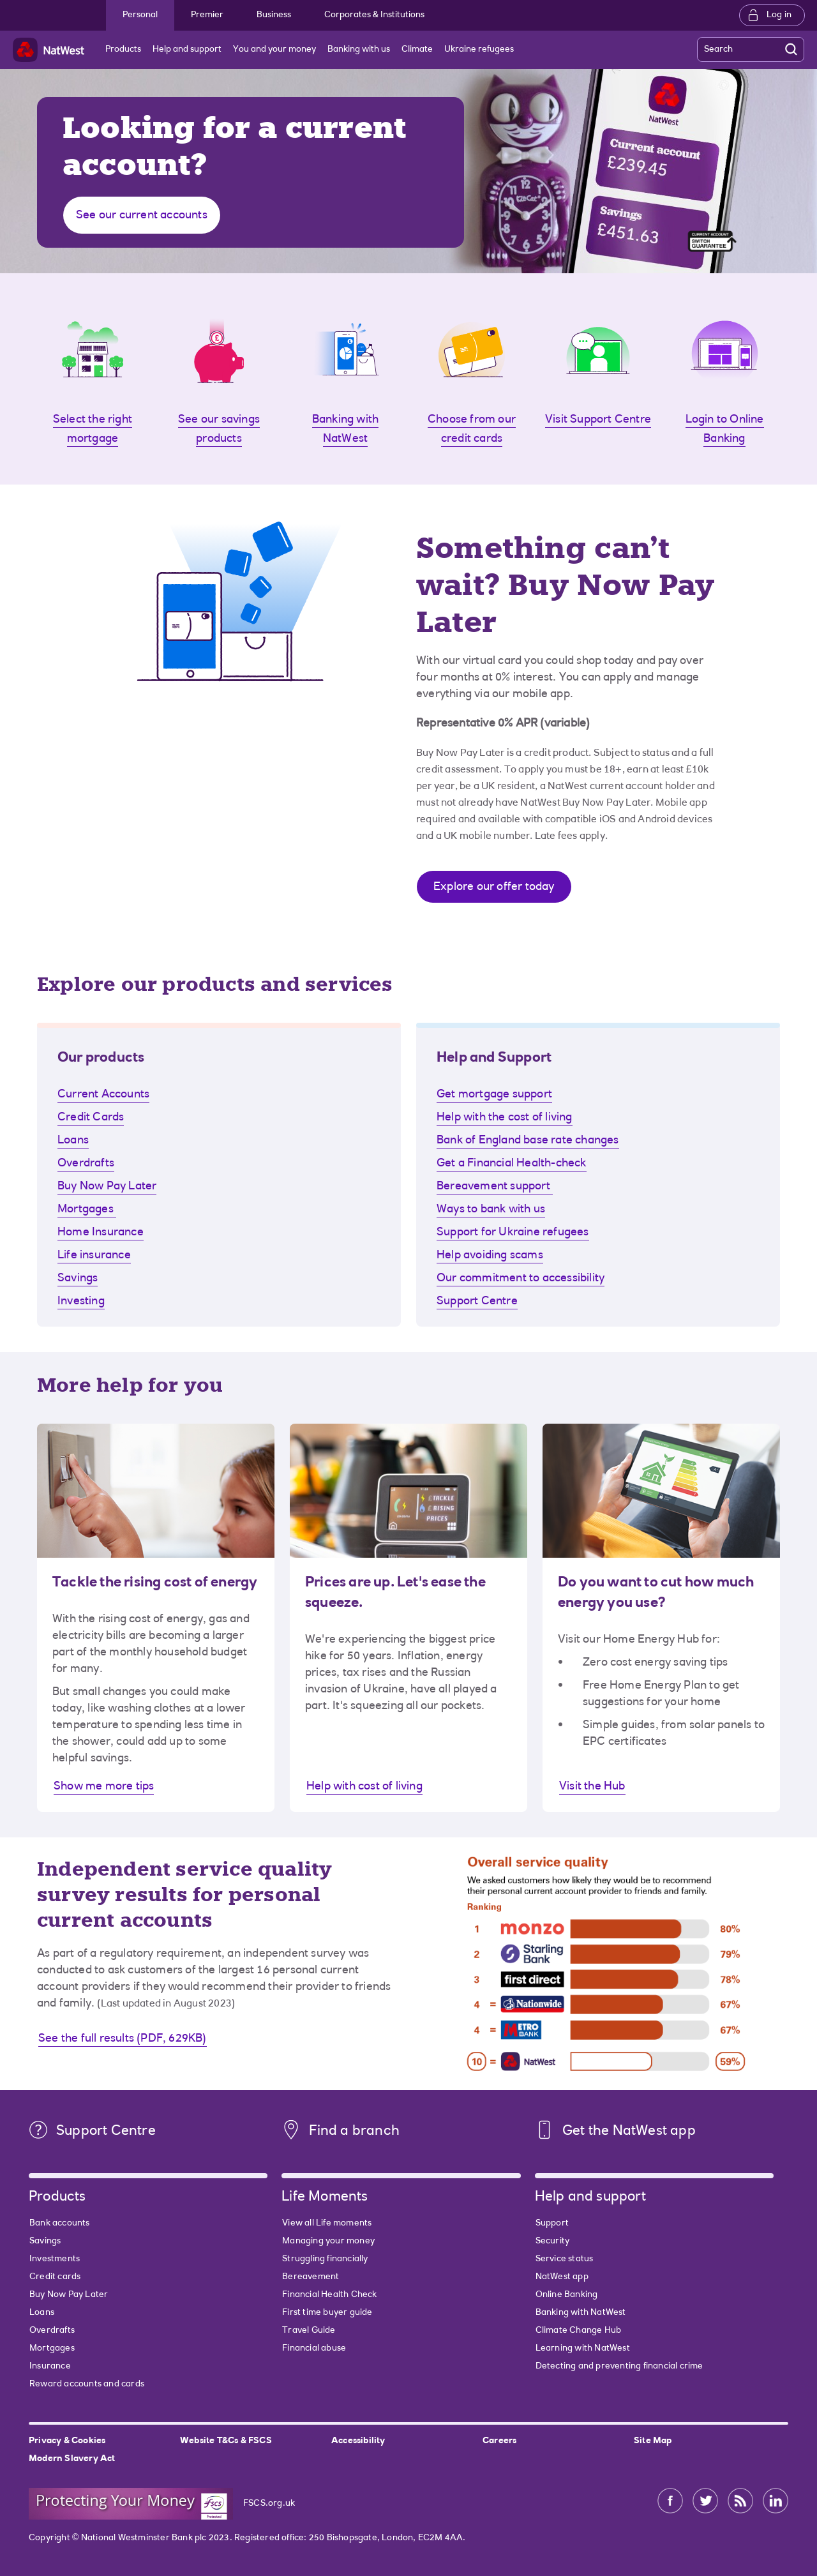 Personal
Premier
Business
Corporates & Institutions
Log in
NatWest
Products
Help and support
You and your money
Banking with us
Climate
Ukraine refugees
Search
Looking for a current
account?
See our current accounts
NatWest
Current account
£239.45
Savings
£451.63
CURRENT ACCOUNT
SWITCH
GUARANTEE
Select the right
mortgage
See our savings
products
Banking with
NatWest
Choose from our
credit cards
Visit Support Centre
Login to Online
Banking
Something can’t
wait? Buy Now Pay
Later
With our virtual card you could shop today and pay over
four months at 0% interest. You can apply and manage
everything via our mobile app.
Representative 0% APR (variable)
Buy Now Pay Later is a credit product. Subject to status and a full
credit assessment. To apply you must be 18+, earn at least £10k
per year, be a UK resident, a NatWest current account holder and
must not already have NatWest Buy Now Pay Later. Mobile app
required and available with compatible iOS and Android devices
and a UK mobile number. Late fees apply.
Explore our offer today
Explore our products and services
Our products
Current Accounts
Credit Cards
Loans
Overdrafts
Buy Now Pay Later
Mortgages
Home Insurance
Life insurance
Savings
Investing
Help and Support
Get mortgage support
Help with the cost of living
Bank of England base rate changes
Get a Financial Health-check
Bereavement support
Ways to bank with us
Support for Ukraine refugees
Help avoiding scams
Our commitment to accessibility
Support Centre
More help for you
Tackle the rising cost of energy
With the rising cost of energy, gas and
electricity bills are becoming a larger
part of the monthly household budget
for many.
But small changes you could make
today, like washing clothes at a lower
temperature to spending less time in
the shower, could add up to some
helpful savings.
Show me more tips
TACKLE
RISING
PRICES
Prices are up. Let's ease the
squeeze.
We're experiencing the biggest price
hike for 50 years. Inflation, energy
prices, tax rises and the Russian
invasion of Ukraine, have all played a
part. It's squeezing all our pockets.
Help with cost of living
Do you want to cut how much
energy you use?
Visit our Home Energy Hub for:
• Zero cost energy saving tips
• Free Home Energy Plan to get
suggestions for your home
• Simple guides, from solar panels to
EPC certificates
Visit the Hub
Independent service quality
survey results for personal
current accounts
As part of a regulatory requirement, an independent survey was
conducted to ask customers of the largest 16 personal current
account providers if they would recommend their provider to friends
and family. (Last updated in August 2023)
See the full results (PDF, 629KB)
Overall service quality
We asked customers how likely they would be to recommend
their personal current account provider to friends and family.
Ranking
1 monzo 80%
2 Starling Bank 79%
3 first direct 78%
4 = Nationwide 67%
4 = METRO BANK 67%
10 = NatWest 59%
Support Centre
Find a branch
Get the NatWest app
Products
Bank accounts
Savings
Investments
Credit cards
Buy Now Pay Later
Loans
Overdrafts
Mortgages
Insurance
Reward accounts and cards
Life Moments
View all Life moments
Managing your money
Struggling financially
Bereavement
Financial Health Check
First time buyer guide
Travel Guide
Financial abuse
Help and support
Support
Security
Service status
NatWest app
Online Banking
Banking with NatWest
Climate Change Hub
Learning with NatWest
Detecting and preventing financial crime
Privacy & Cookies
Website T&Cs & FSCS
Accessibility
Careers
Site Map
Modern Slavery Act
Protecting Your Money
fscs
Protected
FSCS.org.uk
Copyright © National Westminster Bank plc 2023. Registered office: 250 Bishopsgate, London, EC2M 4AA.